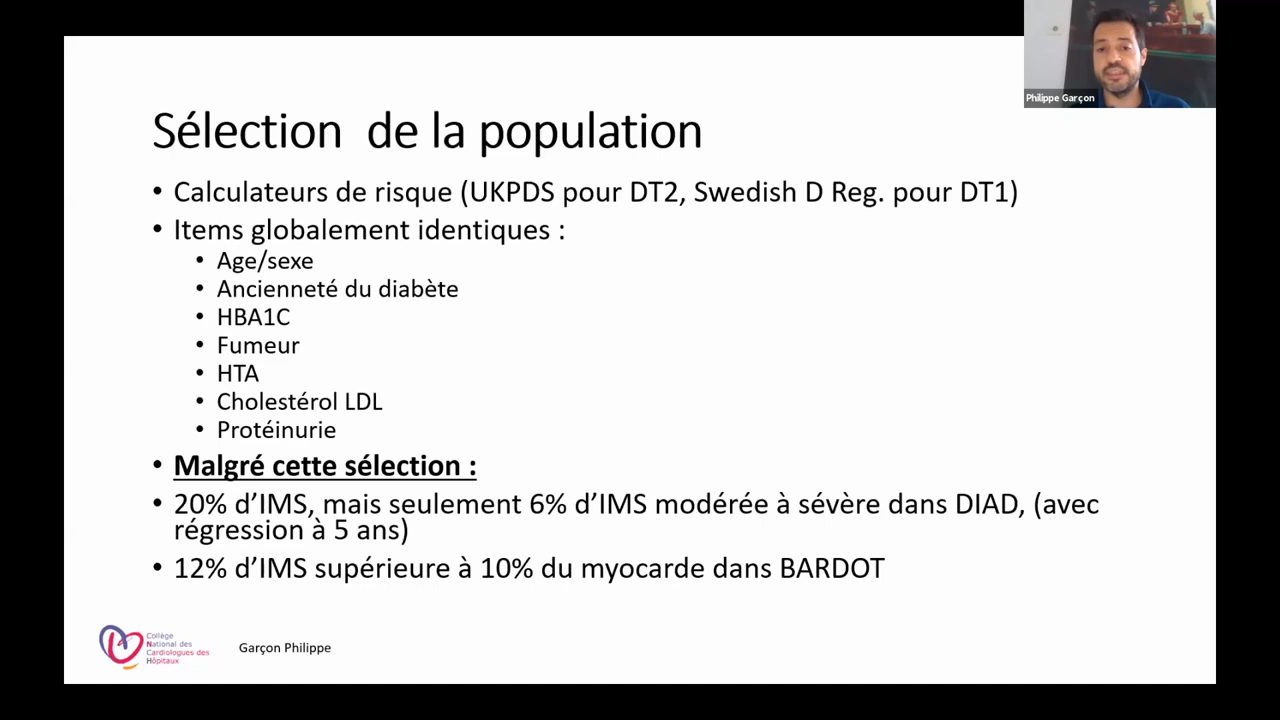 Philippe Garçon
Sélection de la population
• Calculateurs de risque (UKPDS pour DT2, Swedish D Reg. pour DT1)
• Items globalement identiques :
• Age/sexe
• Ancienneté du diabète
• HBA1C
• Fumeur
• HTA
• Cholestérol LDL
• Protéinurie
• Malgré cette sélection :
• 20% d’IMS, mais seulement 6% d’IMS modérée à sévère dans DIAD, (avec
régression à 5 ans)
• 12% d’IMS supérieure à 10% du myocarde dans BARDOT
Collège
National des
Cardiologues des
Hôpitaux
Garçon Philippe